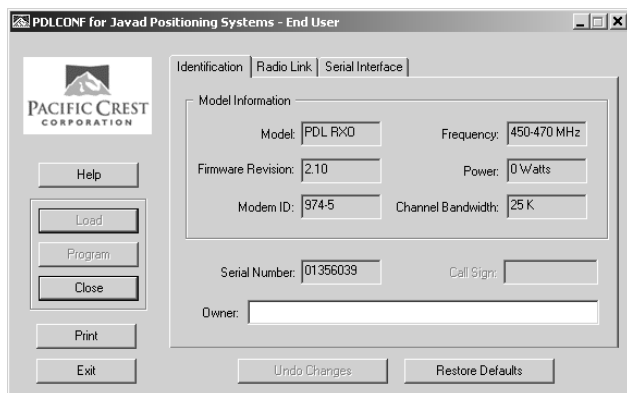 PDLCONF for Javad Positioning Systems - End User
PACIFIC CREST
CORPORATION
Help
Load
Program
Close
Print
Exit
Identification Radio Link Serial Interface
Model Information
Model: PDL RXO Frequency: 450-470 MHz
Firmware Revision: 2.10 Power: 0 Watts
Modem ID: 974-5 Channel Bandwidth: 25 K
Serial Number: 01356039 Call Sign:
Owner:
Undo Changes Restore Defaults